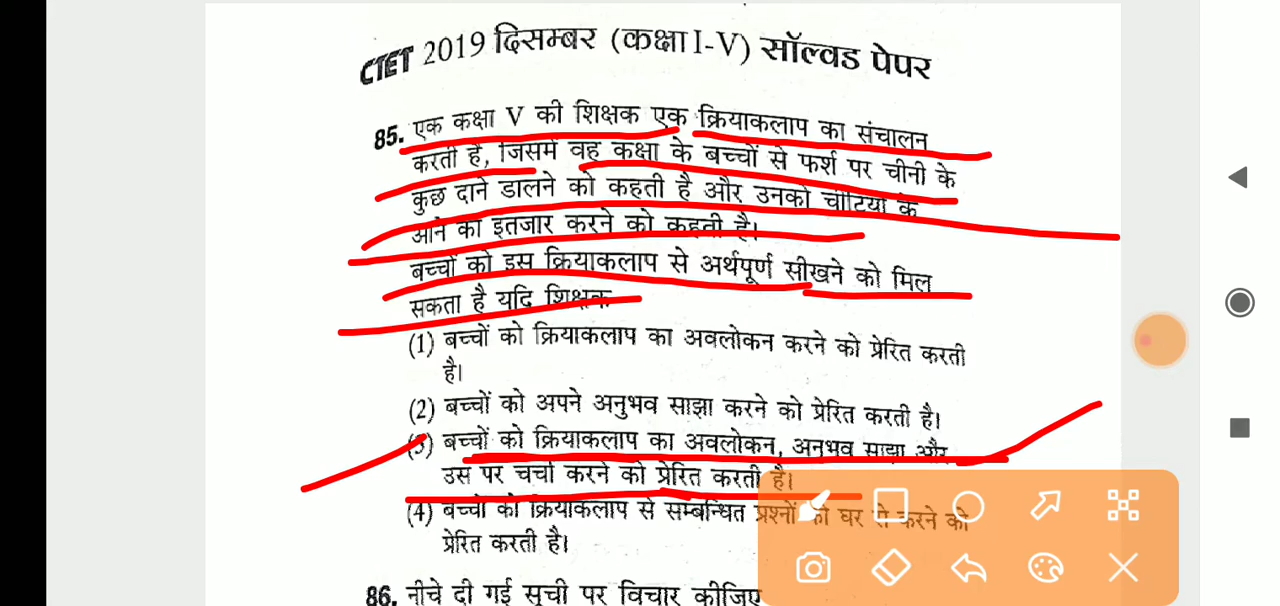 CTET 2019 दिसम्बर (कक्षा I-V) सॉल्वड पेपर
85. एक कक्षा V की शिक्षक एक क्रियाकलाप का संचालन
करती है, जिसमें वह कक्षा के बच्चों से फर्श पर चीनी के
कुछ दाने डालने को कहती है और उनको चींटियों के
आने का इंतजार करने को कहती है।
बच्चों को इस क्रियाकलाप से अर्थपूर्ण सीखने को मिल
सकता है यदि शिक्षक
(1) बच्चों को क्रियाकलाप का अवलोकन करने को प्रेरित करती
है।
(2) बच्चों को अपने अनुभव साझा करने को प्रेरित करती है।
(3) बच्चों को क्रियाकलाप का अवलोकन, अनुभव साझा और
उस पर चर्चा करने को प्रेरित करती है।
(4) बच्चों को क्रियाकलाप से सम्बन्धित प्रश्नों को घर से करने को
प्रेरित करती है।
86. नीचे दी गई सूची पर विचार कीजिए